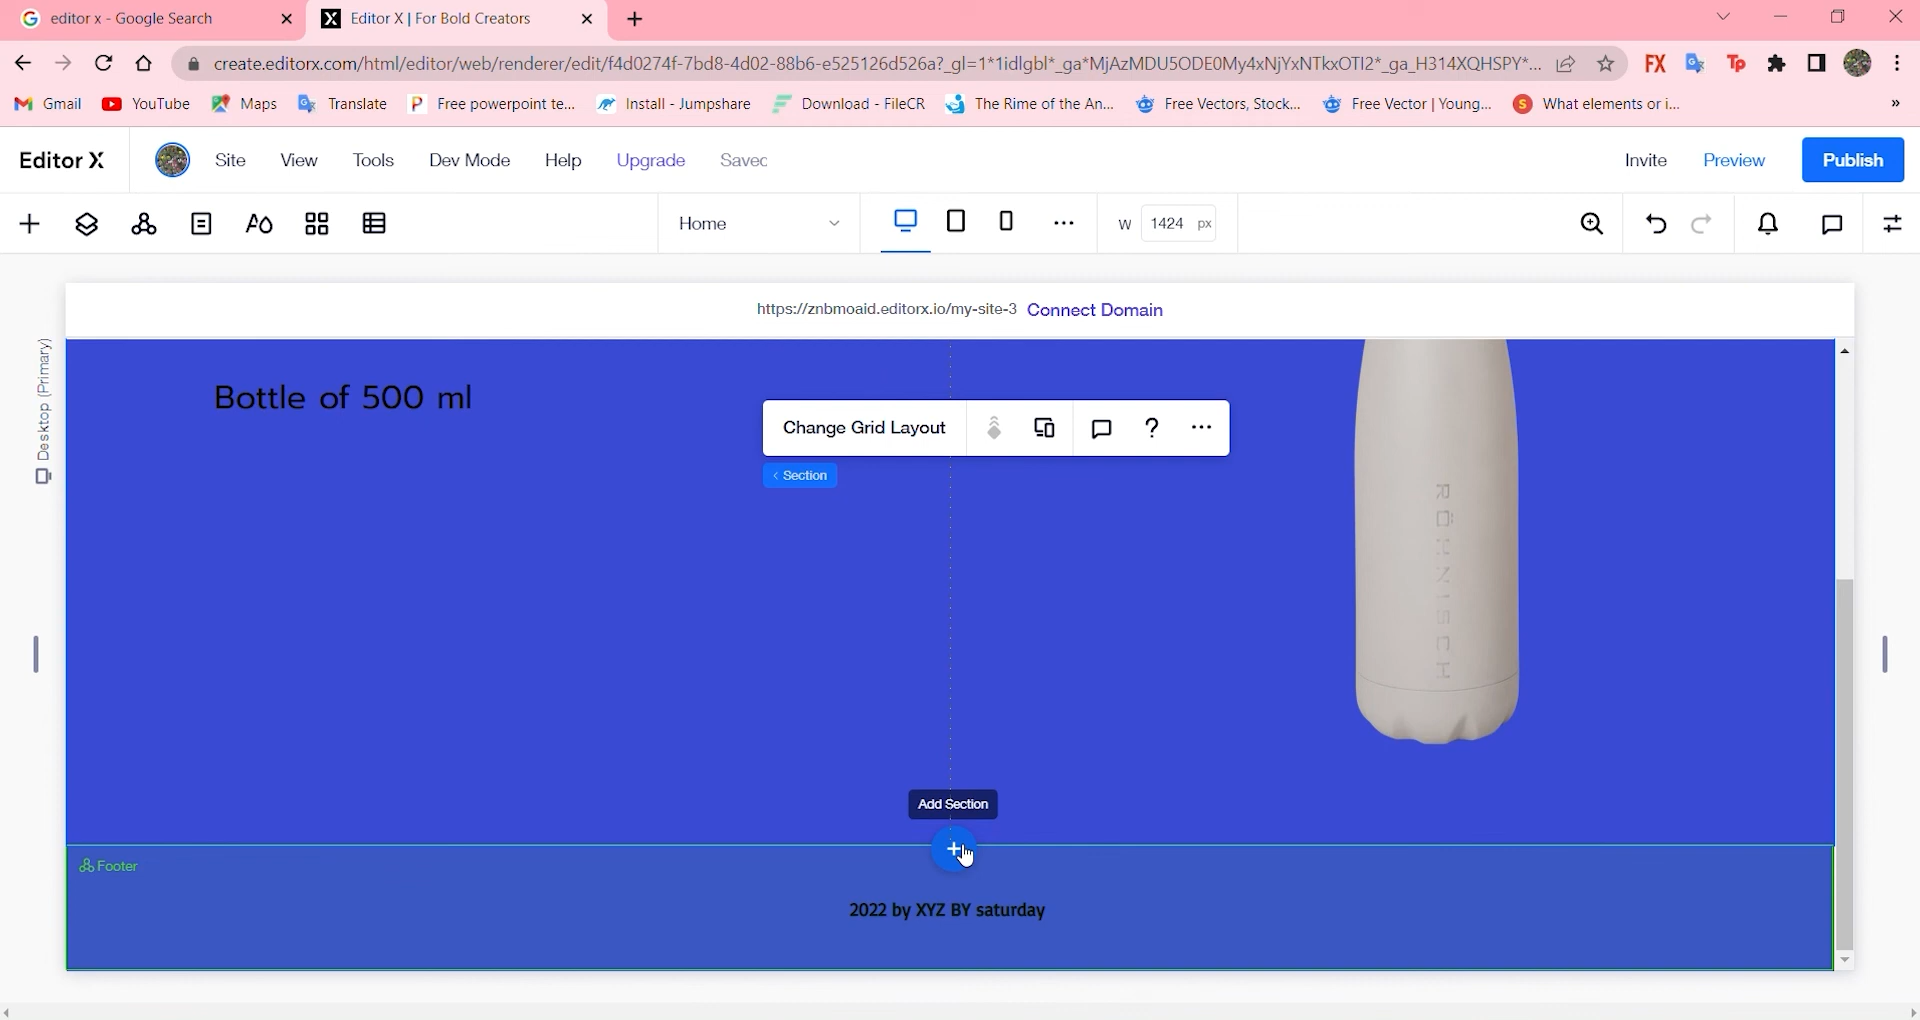 editor x - Google Search
Editor X | For Bold Creators
create.editorx.com/html/editor/web/renderer/edit/f4d0274f-7bd8-4d02-88b6-e525126d526a?_gl=1*1idlgbl*_ga*MjAzMDU5ODE0My4xNjYxNTkxOTI2*_ga_H314XQHSPY*...
Gmail
YouTube
Maps
Translate
Free powerpoint te...
Install - Jumpshare
Download - FileCR
The Rime of the An...
Free Vectors, Stock...
Free Vector | Young...
What elements or i...
Editor X
Site
View
Tools
Dev Mode
Help
Upgrade
Saved
Invite
Preview
Publish
Home
W 1424 px
https://znbmoaid.editorx.io/my-site-3 Connect Domain
Desktop (Primary)
Bottle of 500 ml
Change Grid Layout
< Section
RÖHNISCH
Add Section
Footer
2022 by XYZ BY saturday